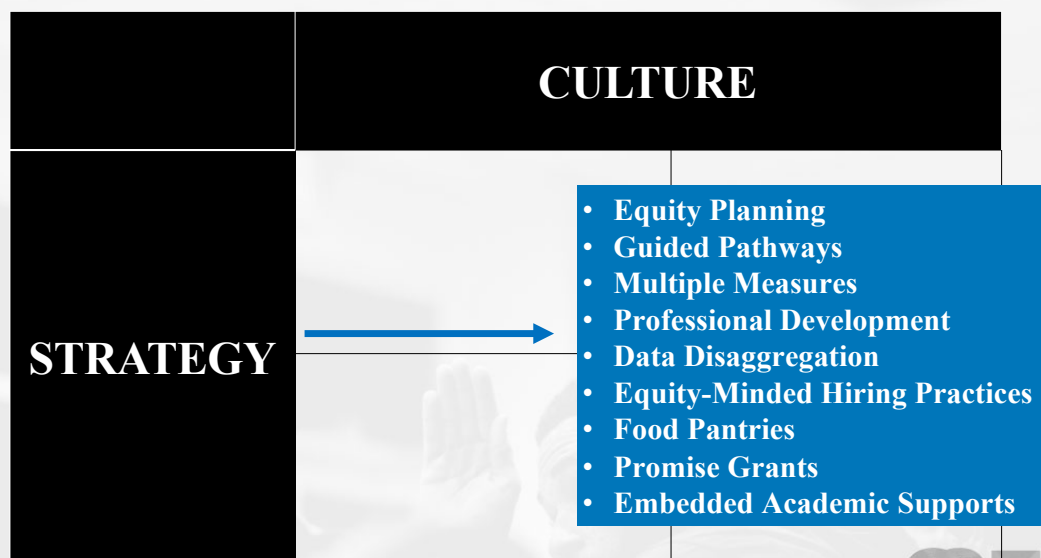 CULTURE
STRATEGY
• Equity Planning
• Guided Pathways
• Multiple Measures
• Professional Development
• Data Disaggregation
• Equity-Minded Hiring Practices
• Food Pantries
• Promise Grants
• Embedded Academic Supports